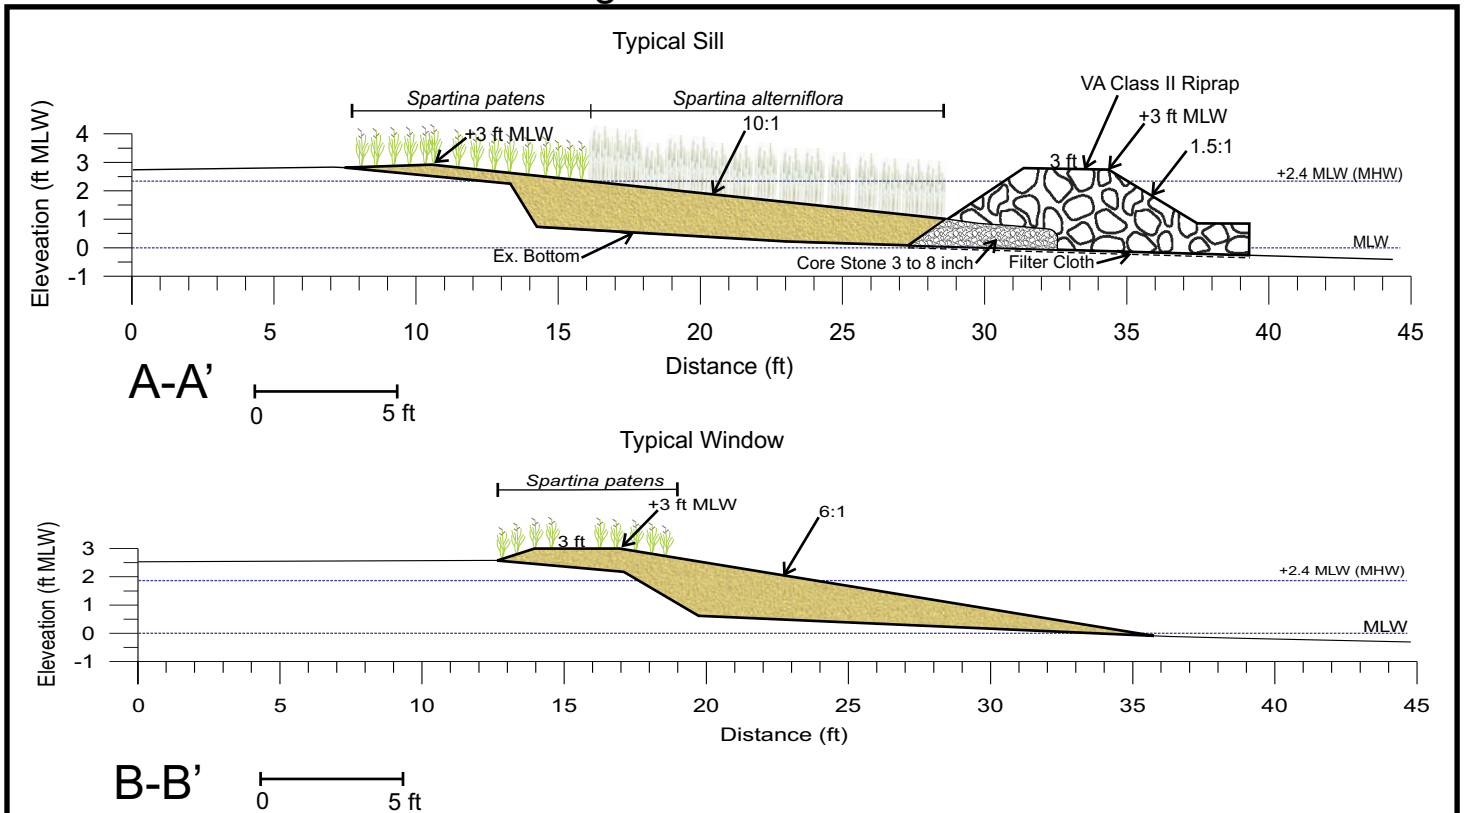 Typical Sill
VA Class II Riprap
Spartina patens
Spartina alterniflora
+3 ft MLW
10:1
+3 ft MLW
1.5:1
3 ft
+2.4 MLW (MHW)
MLW
Eleveation (ft MLW)
4
3
2
1
0
-1
Ex. Bottom
Core Stone 3 to 8 inch
Filter Cloth
0 5 10 15 20 25 30 35 40 45
Distance (ft)
A-A’
0 5 ft
Typical Window
Spartina patens
+3 ft MLW
6:1
3 ft
+2.4 MLW (MHW)
MLW
Eleveation (ft MLW)
3
2
1
0
-1
0 5 10 15 20 25 30 35 40 45
Distance (ft)
B-B’
0 5 ft